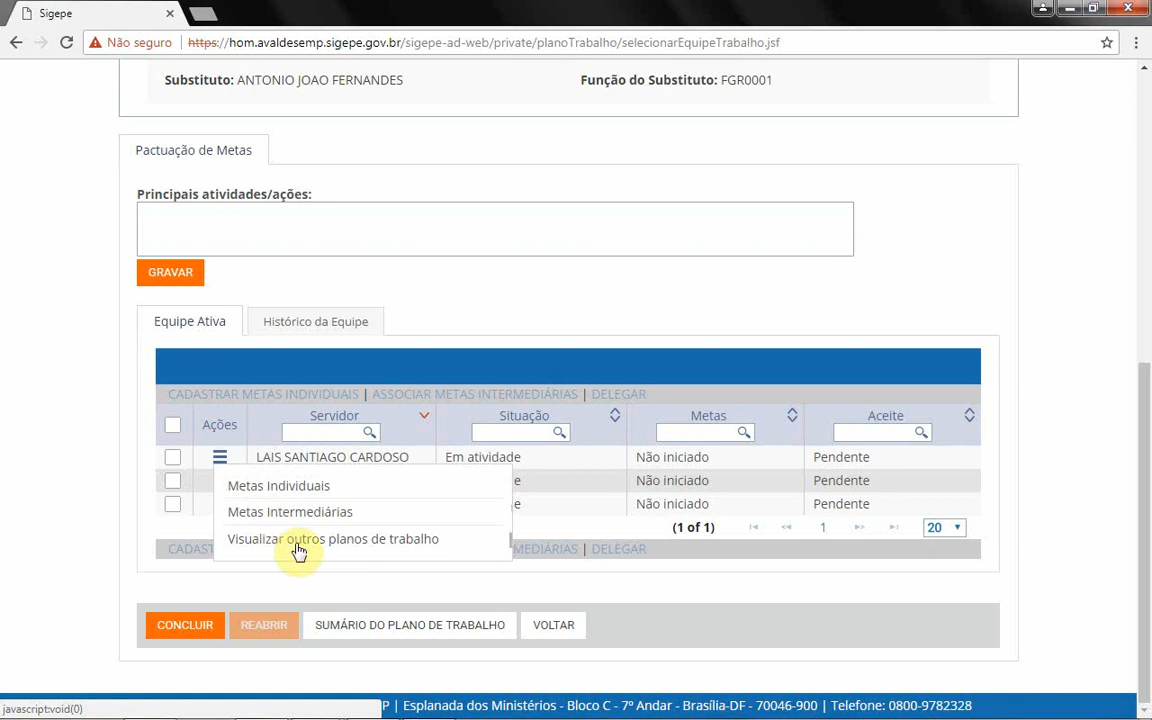 Sigepe
Não seguro https://hom.avaldesemp.sigepe.gov.br/sigepe-ad-web/private/planoTrabalho/selecionarEquipeTrabalho.jsf
Substituto: ANTONIO JOAO FERNANDES Função do Substituto: FGR0001
Pactuação de Metas
Principais atividades/ações:
GRAVAR
Equipe Ativa Histórico da Equipe
CADASTRAR METAS INDIVIDUAIS | ASSOCIAR METAS INTERMEDIÁRIAS | DELEGAR
Ações Servidor Situação Metas Aceite
LAIS SANTIAGO CARDOSO Em atividade Não iniciado Pendente
e Não iniciado Pendente
e Não iniciado Pendente
Metas Individuais
Metas Intermediárias
Visualizar outros planos de trabalho
(1 of 1) 1 20
CADAS MEDIÁRIAS | DELEGAR
CONCLUIR REABRIR SUMÁRIO DO PLANO DE TRABALHO VOLTAR
javascript:void(0) P | Esplanada dos Ministérios - Bloco C - 7º Andar - Brasília-DF - 70046-900 | Telefone: 0800-9782328